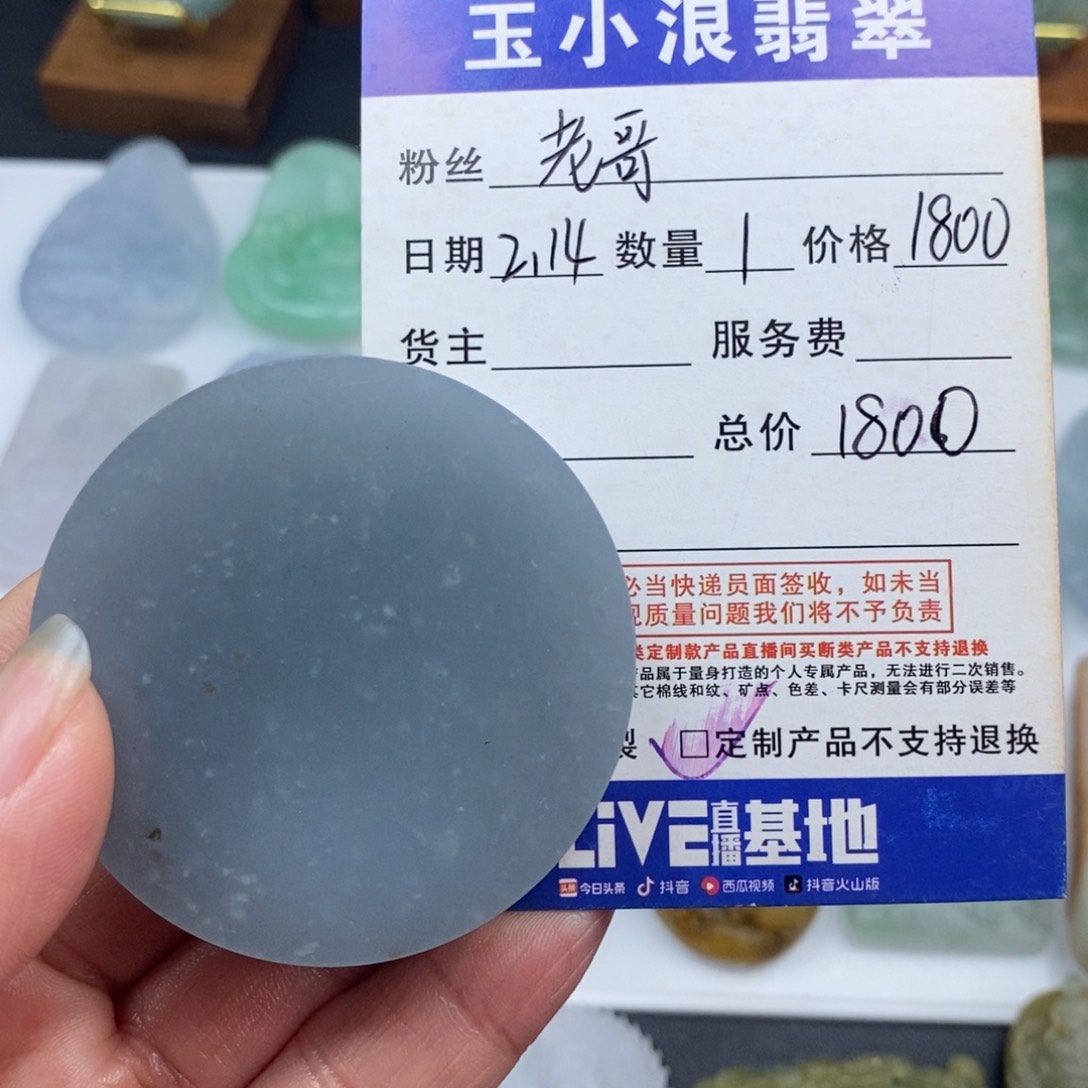 玉小浪翡翠
粉丝 老哥
日期 2.14 数量 1 价格 1800
货主 服务费
总价 1800
必当快递员面签收，如未当
现质量问题我们将不予负责
类定制款产品直播间买断类产品不支持退换
产品属于量身打造的个人专属产品，无法进行二次销售。
其它棉线和纹、矿点、色差、卡尺测量会有部分误差等
裂 ✓ □定制产品不支持退换
LIVE直播基地
头条 今日头条 抖音 西瓜视频 抖音火山版